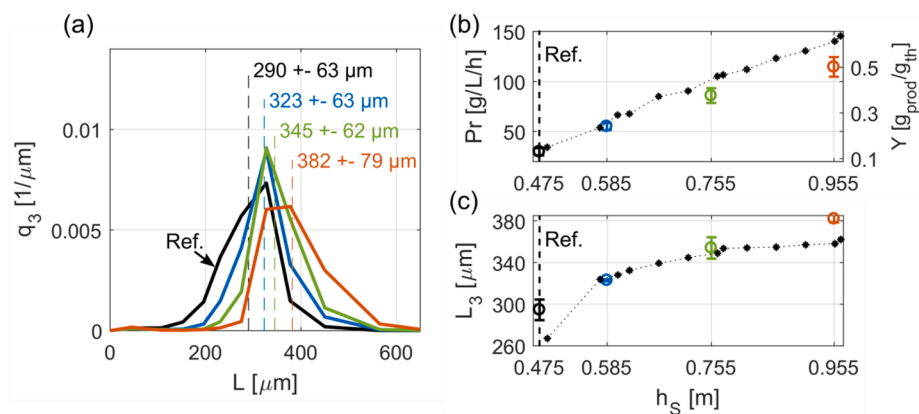 (a)
290 +- 63 µm
323 +- 63 µm
345 +- 62 µm
382 +- 79 µm
Ref.
q3 [1/µm]
0.01
0.005
0
0 200 400 600
L [µm]
(b)
Ref.
Pr [g/L/h]
150
100
50
Y [gprod/gth]
0.5
0.3
0.1
0.475 0.585 0.755 0.955
(c)
Ref.
L3 [µm]
380
340
300
260
0.475 0.585 0.755 0.955
hS [m]